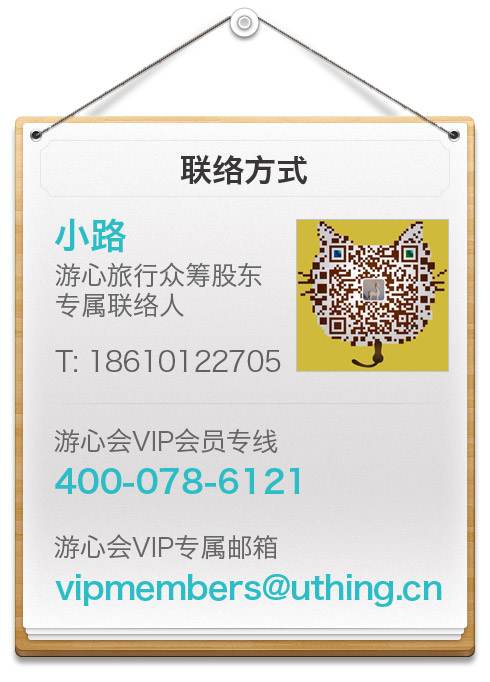 联络方式
小路
游心旅行众筹股东
专属联络人
T: 18610122705
游心会VIP会员专线
400-078-6121
游心会VIP专属邮箱
vipmembers@uthing.cn